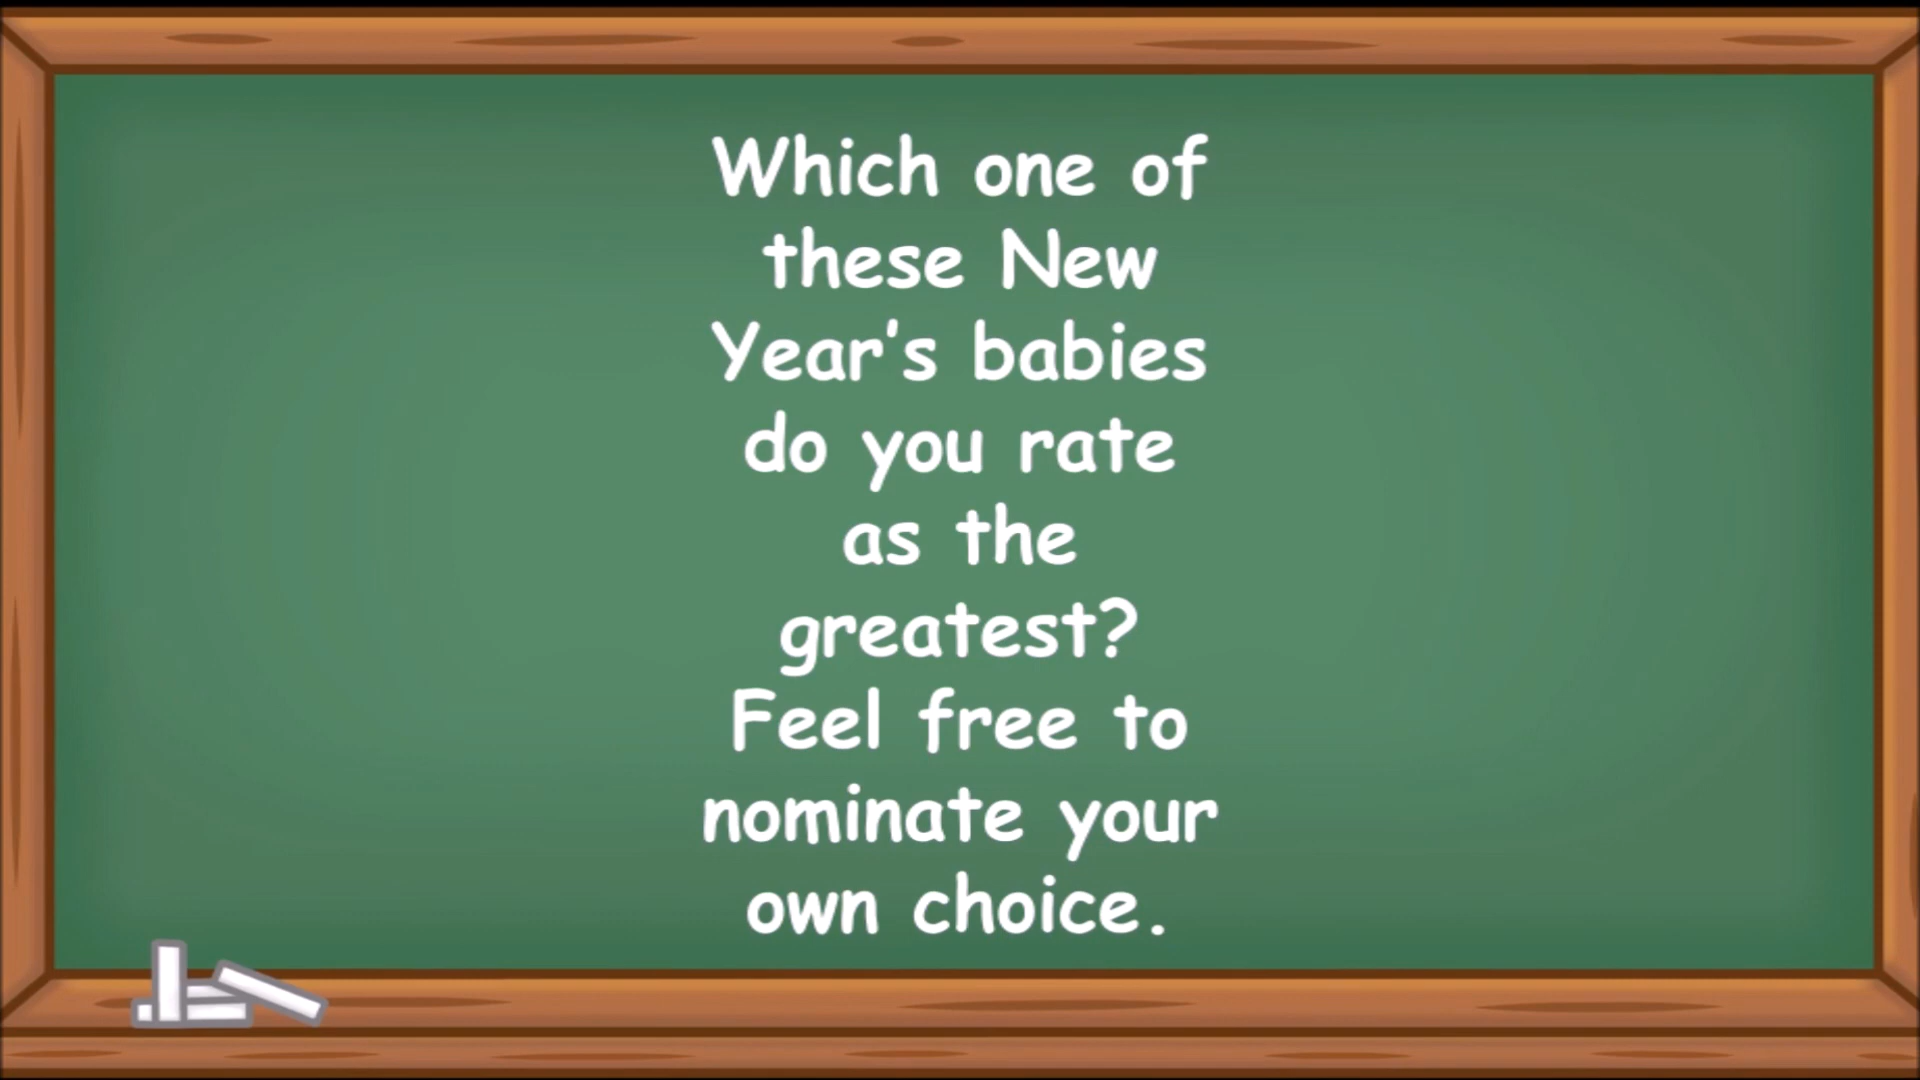 Which one of
these New
Year's babies
do you rate
as the
greatest?
Feel free to
nominate your
own choice.